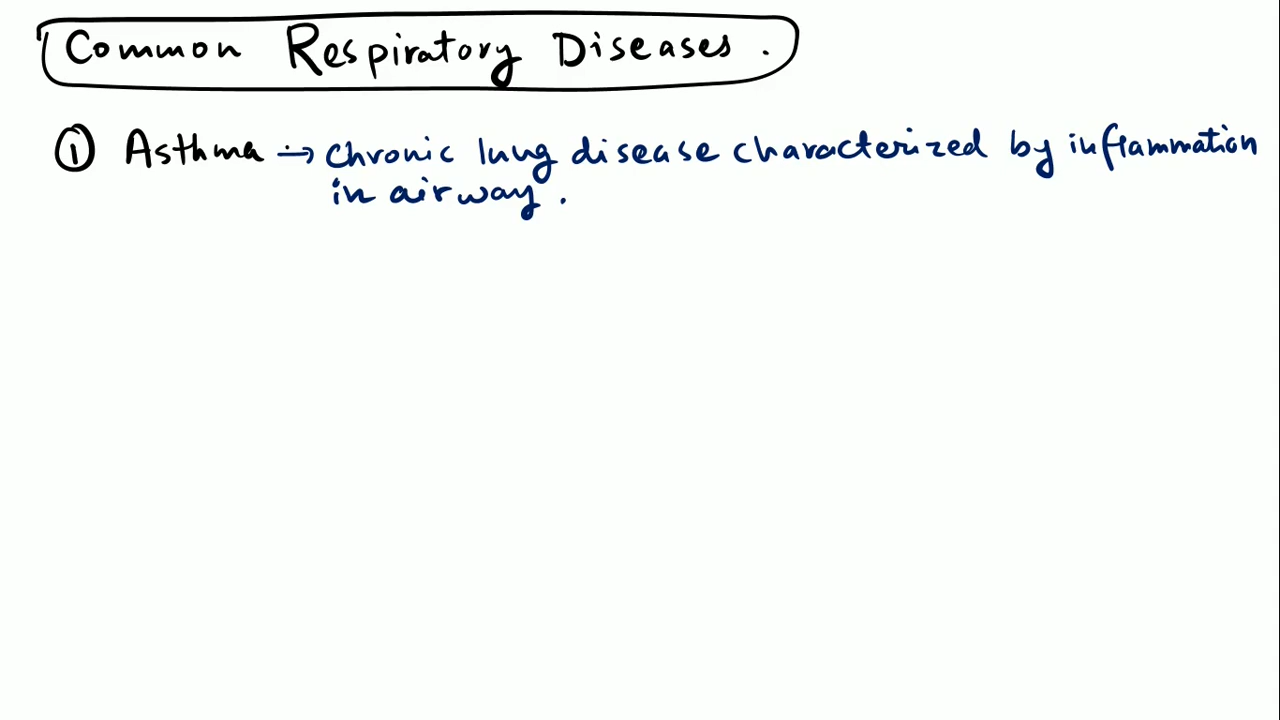 Common Respiratory Diseases.
① Asthma → chronic lung disease characterized by inflammation
in airway.